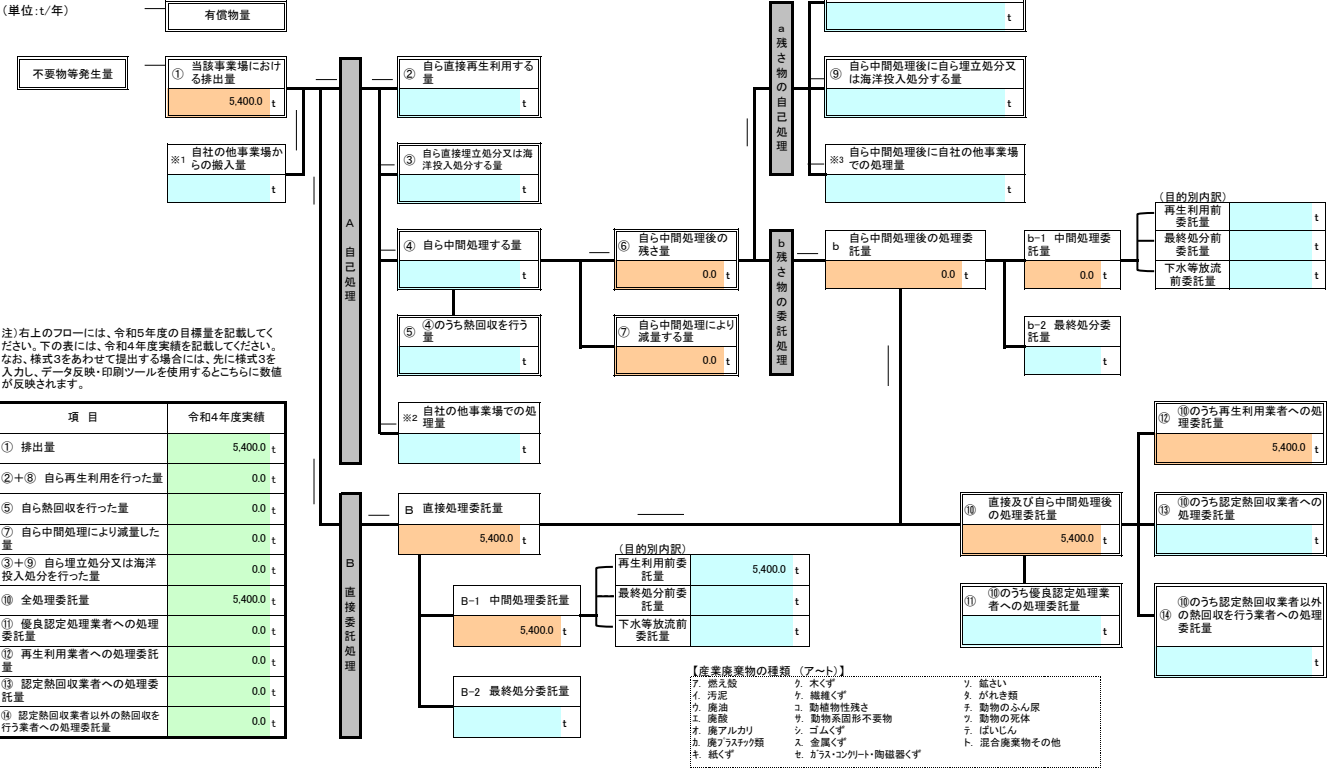 （単位:t/年）
有償物量
不要物等発生量
① 当該事業場におけ
る排出量
5,400.0 t
※1 自社の他事業場か
らの搬入量
t
A 自己処理
② 自ら直接再生利用する
量
t
③ 自ら直接埋立処分又は海
洋投入処分する量
t
④ 自ら中間処理する量
t
⑤ ④のうち熱回収を行う
量
t
※2 自社の他事業場での処
理量
t
⑥ 自ら中間処理後の
残さ量
0.0 t
⑦ 自ら中間処理により
減量する量
0.0 t
a 残さ物の自己処理
t
⑨ 自ら中間処理後に自ら埋立処分又
は海洋投入処分する量
t
※3 自ら中間処理後に自社の他事業場
での処理量
t
b 残さ物の委託処理
b 自ら中間処理後の処理委
託量
0.0 t
b-1 中間処理委
託量
0.0 t
b-2 最終処分委
託量
t
（目的別内訳）
再生利用前
委託量
t
最終処分前
委託量
t
下水等放流
前委託量
t
注）右上のフローには、令和5年度の目標量を記載してく
ださい。下の表には、令和4年度実績を記載してください。
なお、様式3をあわせて提出する場合には、先に様式3を
入力し、データ反映・印刷ツールを使用するとこちらに数値
が反映されます。
項 目 令和4年度実績
① 排出量 5,400.0 t
②＋⑧ 自ら再生利用を行った量 0.0 t
⑤ 自ら熱回収を行った量 0.0 t
⑦ 自ら中間処理により減量した
量 0.0 t
③＋⑨ 自ら埋立処分又は海洋
投入処分を行った量 0.0 t
⑩ 全処理委託量 5,400.0 t
⑪ 優良認定処理業者への処理
委託量 0.0 t
⑫ 再生利用業者への処理委託
量 0.0 t
⑬ 認定熱回収業者への処理委
託量 0.0 t
⑭ 認定熱回収業者以外の熱回収を
行う業者への処理委託量 0.0 t
B 直接委託処理
B 直接処理委託量
5,400.0 t
B-1 中間処理委託量
5,400.0 t
B-2 最終処分委託量
t
（目的別内訳）
再生利用前委
託量
5,400.0 t
最終処分前委
託量
t
下水等放流前
委託量
t
⑩ 直接及び自ら中間処理後
の処理委託量
5,400.0 t
⑪ ⑩のうち優良認定処理業
者への処理委託量
t
⑫ ⑩のうち再生利用業者への処
理委託量
5,400.0 t
⑬ ⑩のうち認定熱回収業者への
処理委託量
t
⑭ ⑩のうち認定熱回収業者以外
の熱回収を行う業者への処理
委託量
t
【産業廃棄物の種類 （ア～ト）】
ア. 燃え殻 ク. 木くず ソ. 鉱さい
イ. 汚泥 ケ. 繊維くず タ. がれき類
ウ. 廃油 コ. 動植物性残さ チ. 動物のふん尿
エ. 廃酸 サ. 動物系固形不要物 ツ. 動物の死体
オ. 廃アルカリ シ. ゴムくず テ. ばいじん
カ. 廃プラスチック類 ス. 金属くず ト. 混合廃棄物その他
キ. 紙くず セ. ガラス・コンクリート・陶磁器くず